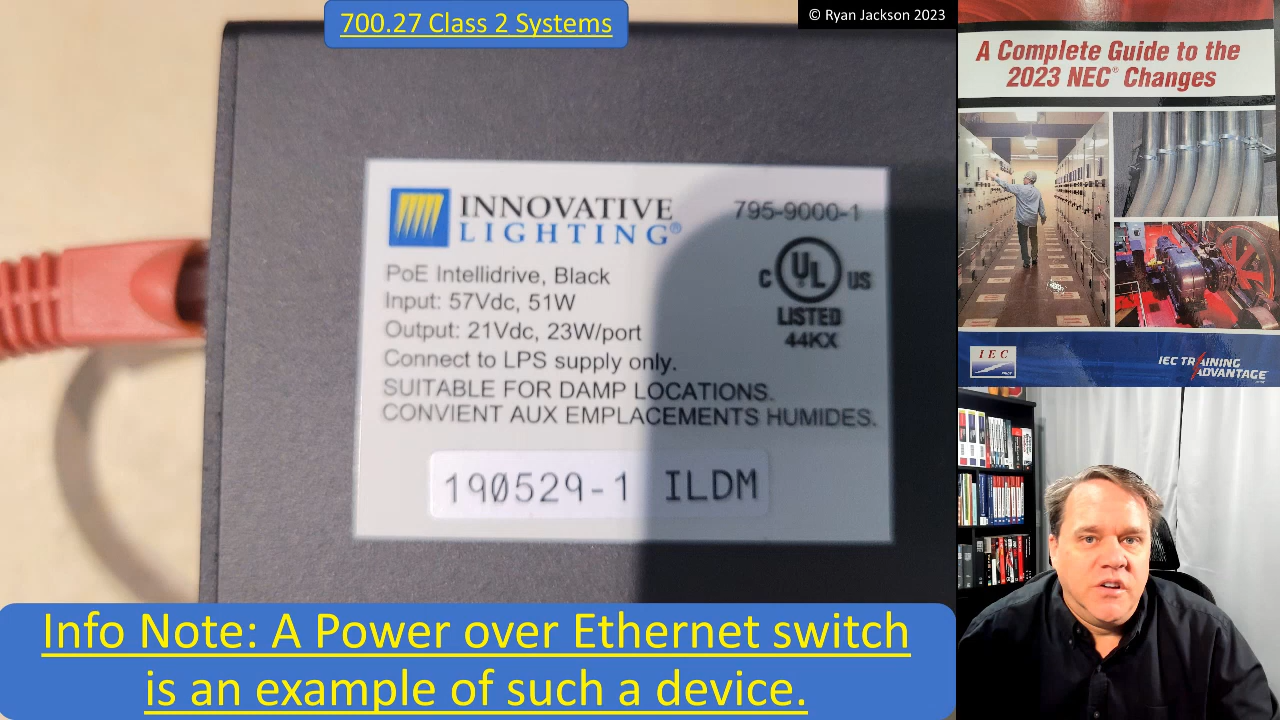 700.27 Class 2 Systems
© Ryan Jackson 2023
INNOVATIVE
LIGHTING®
795-9000-1
PoE Intellidrive, Black
Input: 57Vdc, 51W
Output: 21Vdc, 23W/port
Connect to LPS supply only.
SUITABLE FOR DAMP LOCATIONS.
CONVIENT AUX EMPLACEMENTS HUMIDES.
C UL US
LISTED
44KX
190529-1 ILDM
Info Note: A Power over Ethernet switch
is an example of such a device.
A Complete Guide to the
2023 NEC® Changes
IEC
IEC TRAINING
ADVANTAGE